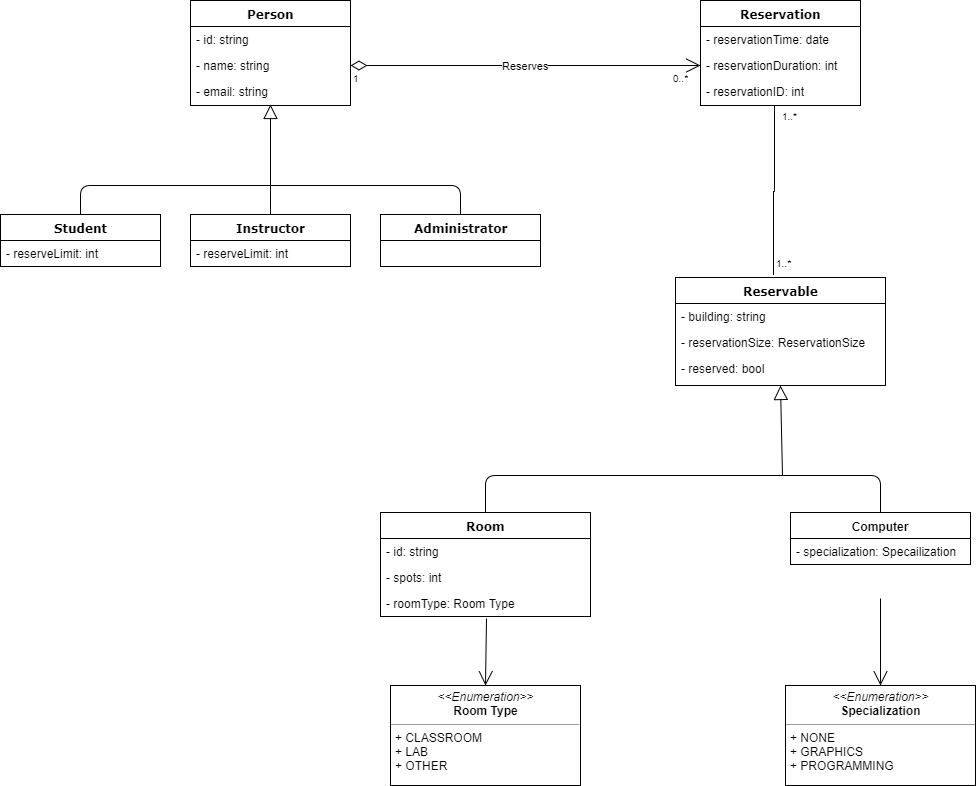 Person
- id: string
- name: string
- email: string
1
Reserves
0..*
Reservation
- reservationTime: date
- reservationDuration: int
- reservationID: int
1..*
Student
- reserveLimit: int
Instructor
- reserveLimit: int
Administrator
1..*
Reservable
- building: string
- reservationSize: ReservationSize
- reserved: bool
Room
- id: string
- spots: int
- roomType: Room Type
Computer
- specialization: Specailization
<<Enumeration>>
Room Type
+ CLASSROOM
+ LAB
+ OTHER
<<Enumeration>>
Specialization
+ NONE
+ GRAPHICS
+ PROGRAMMING